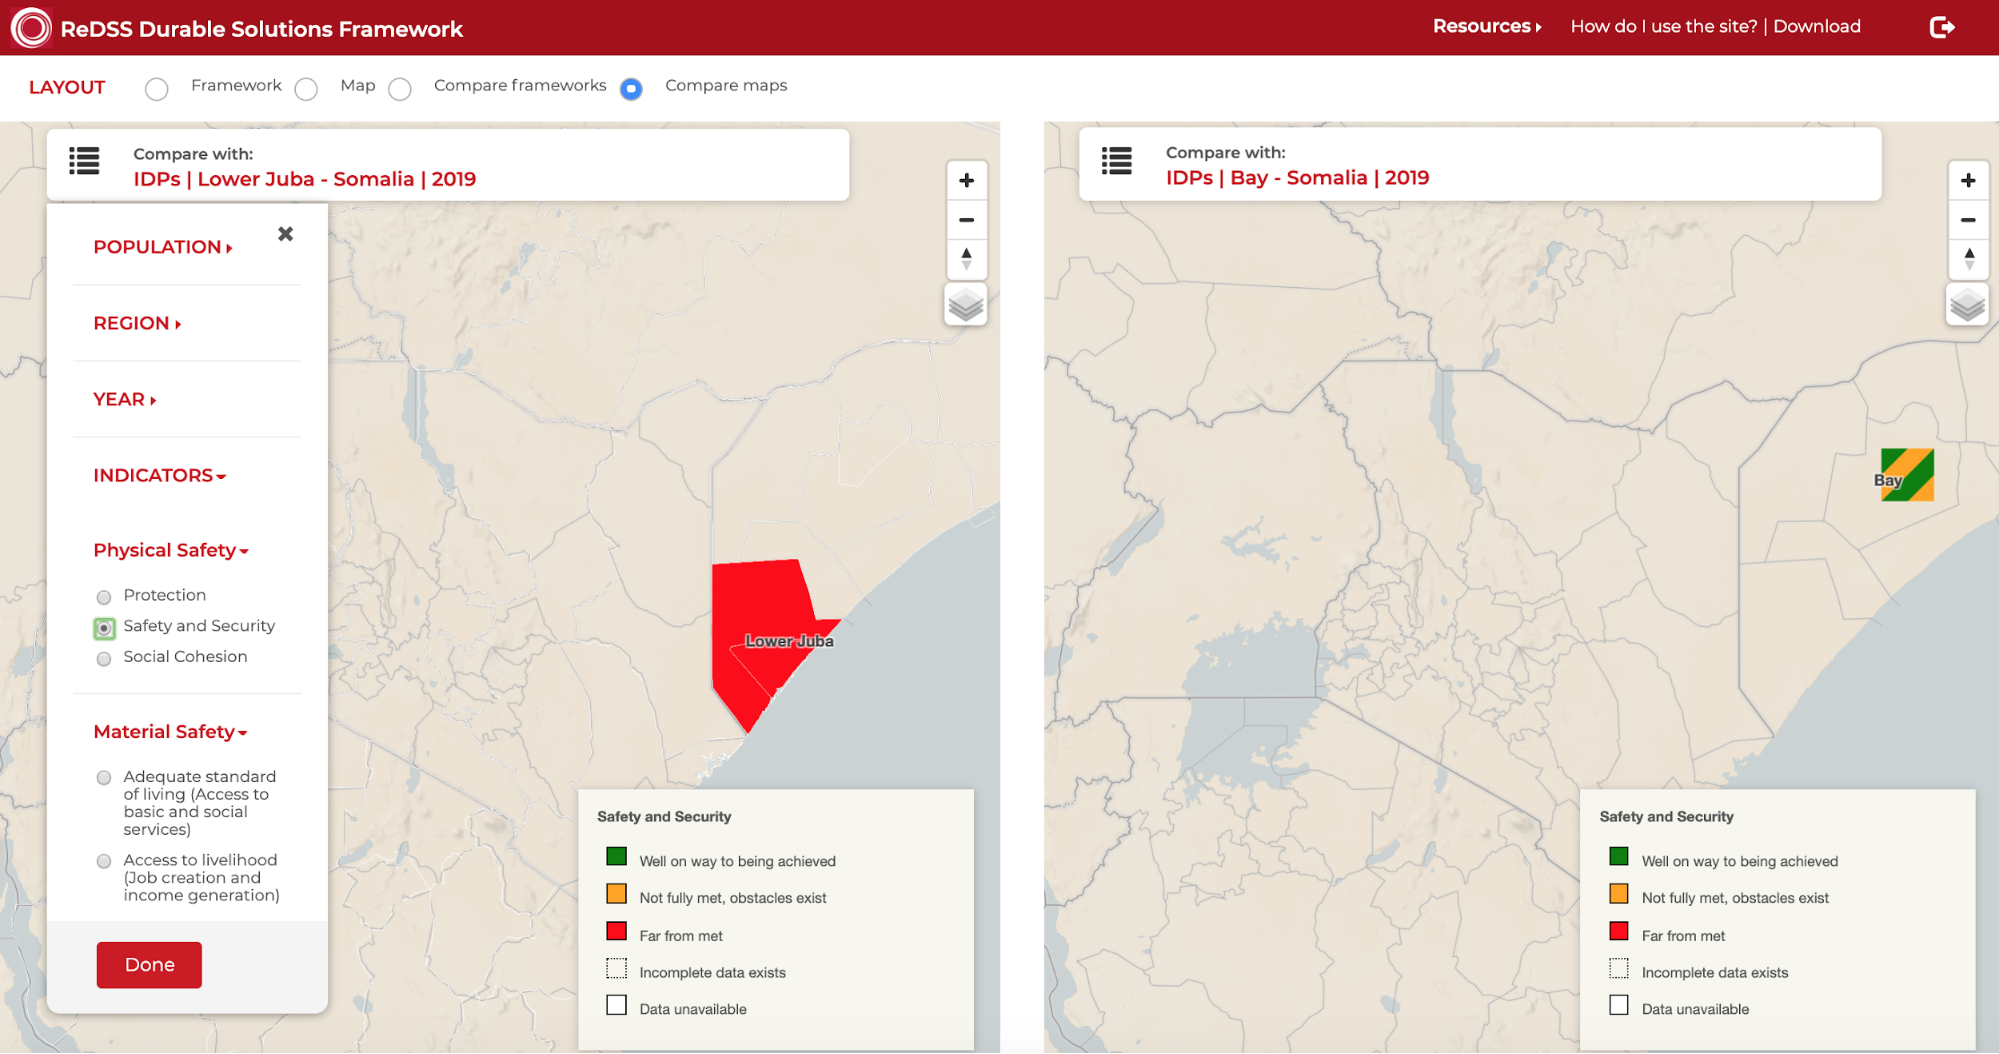 ReDSS Durable Solutions Framework
Resources
How do I use the site? | Download
LAYOUT
Framework
Map
Compare frameworks
Compare maps
Compare with:
IDPs | Lower Juba - Somalia | 2019
POPULATION
REGION
YEAR
INDICATORS
Physical Safety
Protection
Safety and Security
Social Cohesion
Material Safety
Adequate standard
of living (Access to
basic and social
services)
Access to livelihood
(Job creation and
income generation)
Done
Lower Juba
Safety and Security
Well on way to being achieved
Not fully met, obstacles exist
Far from met
Incomplete data exists
Data unavailable
Compare with:
IDPs | Bay - Somalia | 2019
Bay
Safety and Security
Well on way to being achieved
Not fully met, obstacles exist
Far from met
Incomplete data exists
Data unavailable